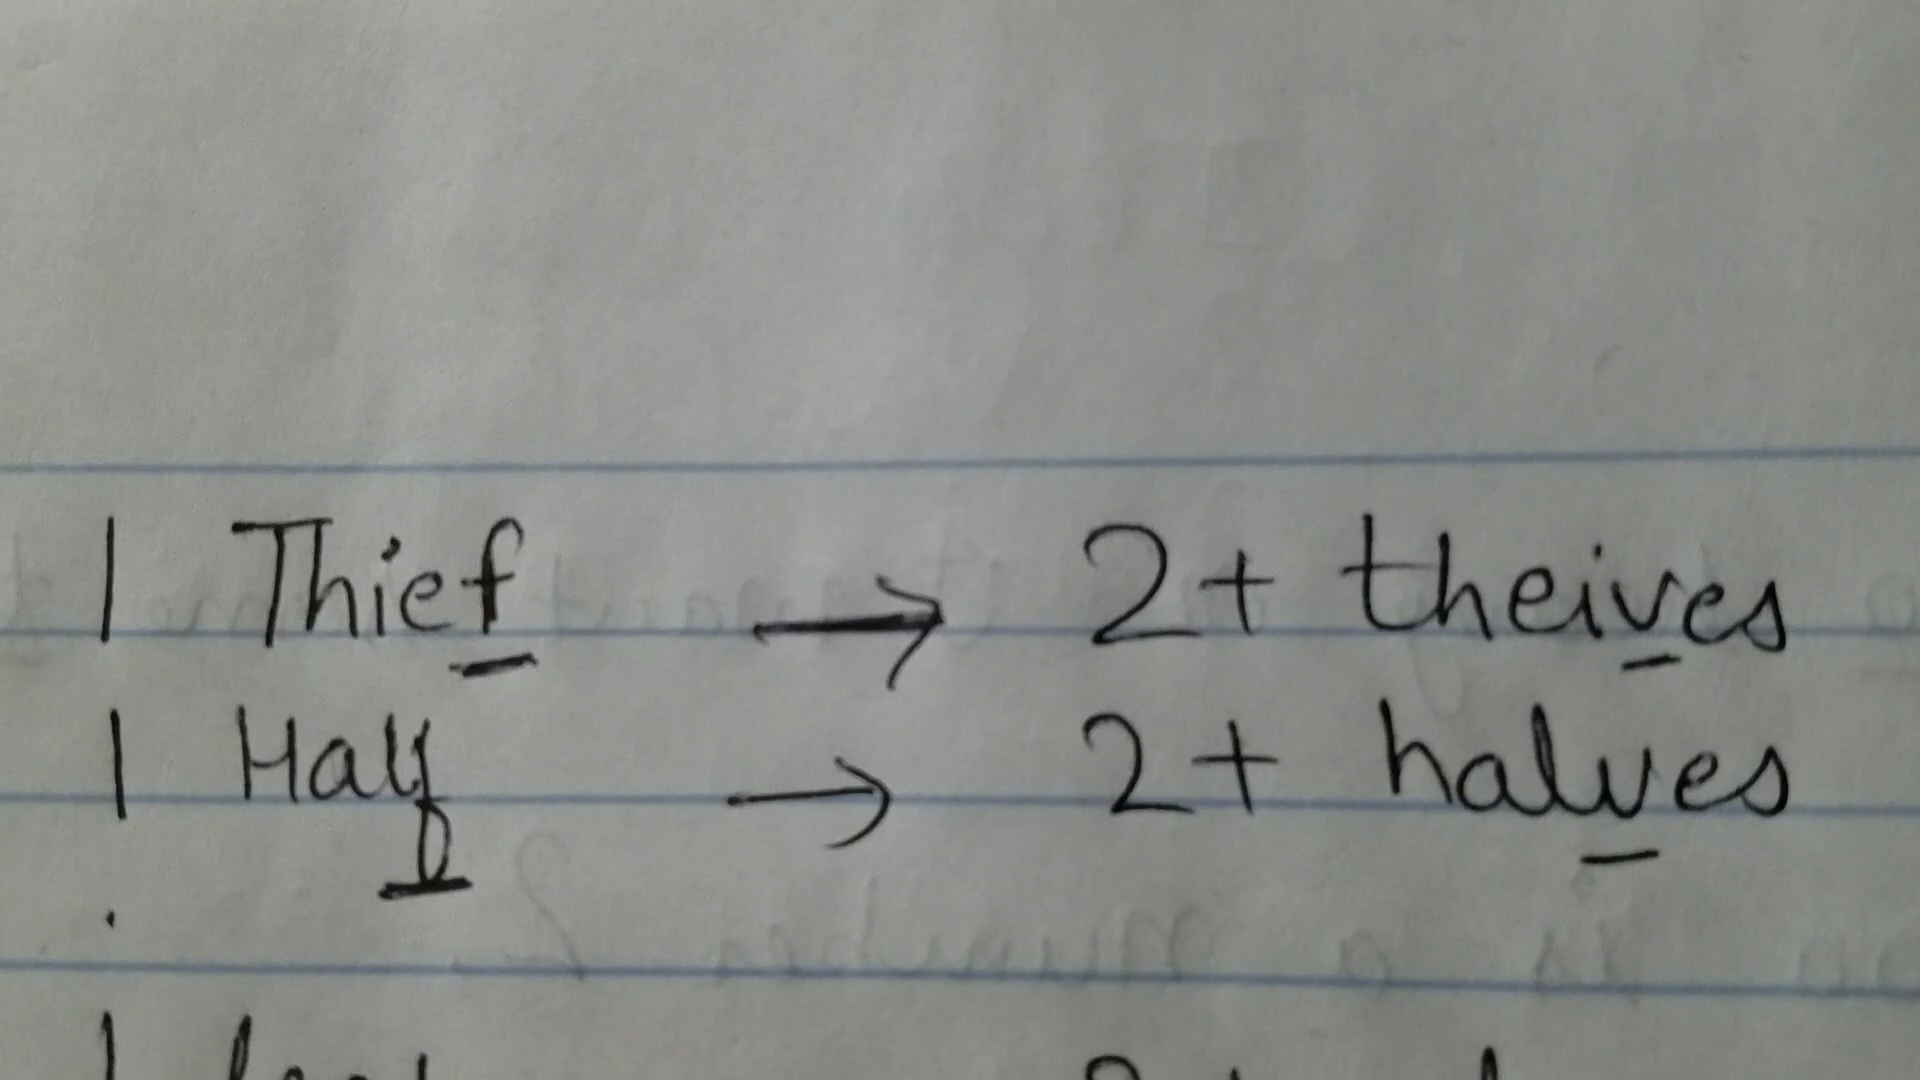 1 Thief → 2+ theives
1 Half → 2+ halves